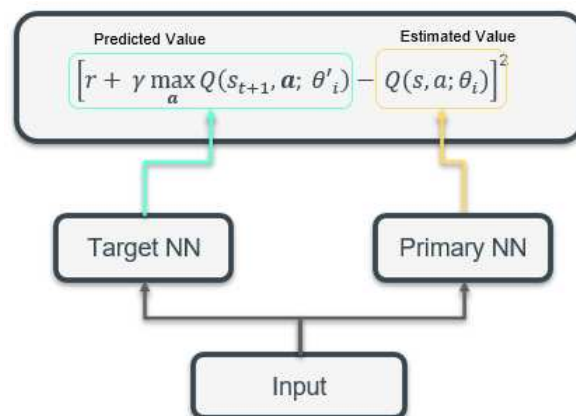 Predicted Value
Estimated Value
[r + γ max_a Q(s_{t+1}, a; θ'_i) − Q(s, a; θ_i)]^2
Target NN
Primary NN
Input